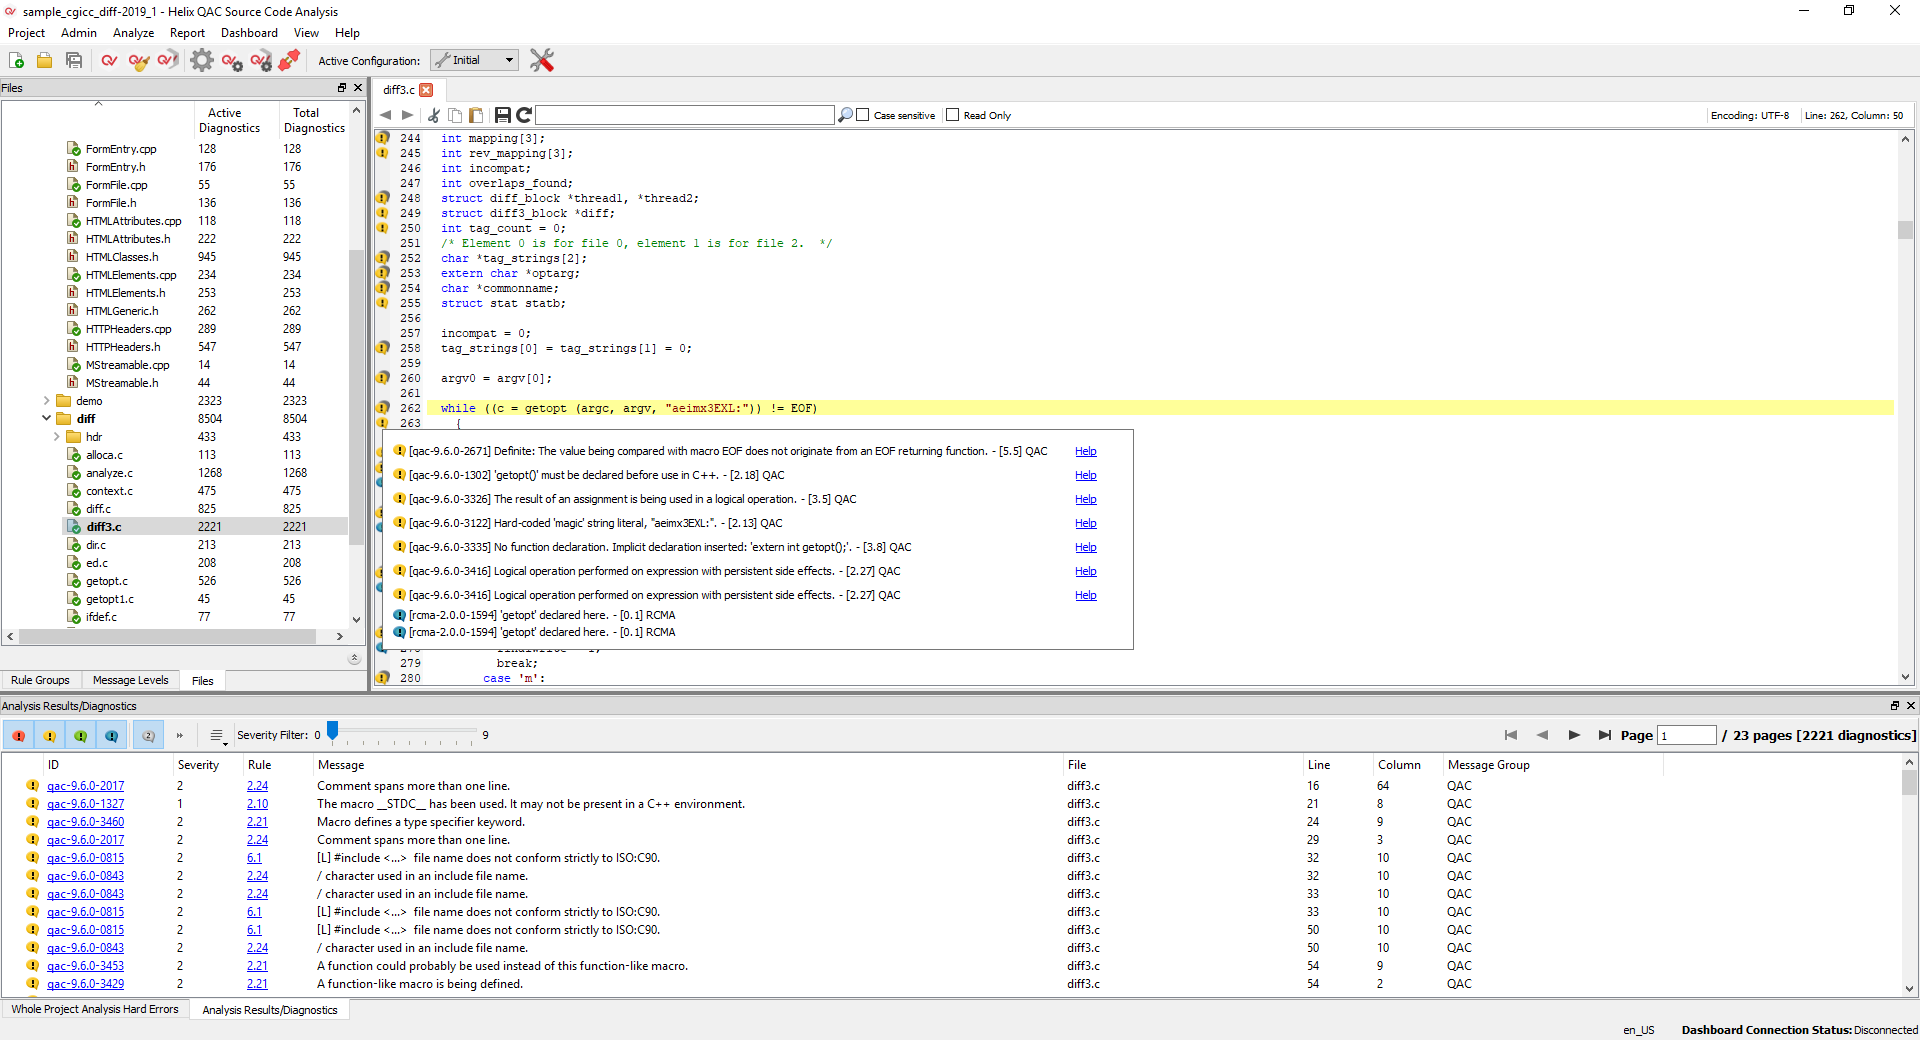 sample_cgicc_diff-2019_1 - Helix QAC Source Code Analysis
Project Admin Analyze Report Dashboard View Help
Active Configuration: Initial
Files
Active Diagnostics Total Diagnostics
FormEntry.cpp 128 128
FormEntry.h 176 176
FormFile.cpp 55 55
FormFile.h 136 136
HTMLAttributes.cpp 118 118
HTMLAttributes.h 222 222
HTMLClasses.h 945 945
HTMLElements.cpp 234 234
HTMLElements.h 253 253
HTMLGeneric.h 262 262
HTTPHeaders.cpp 289 289
HTTPHeaders.h 547 547
MStreamable.cpp 14 14
MStreamable.h 44 44
demo 2323 2323
diff 8504 8504
hdr 433 433
alloca.c 113 113
analyze.c 1268 1268
context.c 475 475
diff.c 825 825
diff3.c 2221 2221
dir.c 213 213
ed.c 208 208
getopt.c 526 526
getopt1.c 45 45
ifdef.c 77 77
Rule Groups Message Levels Files
diff3.c
Case sensitive Read Only Encoding: UTF-8 Line: 262, Column: 50
244 int mapping[3];
245 int rev_mapping[3];
246 int incompat;
247 int overlaps_found;
248 struct diff_block *thread1, *thread2;
249 struct diff3_block *diff;
250 int tag_count = 0;
251 /* Element 0 is for file 0, element 1 is for file 2.  */
252 char *tag_strings[2];
253 extern char *optarg;
254 char *commonname;
255 struct stat statb;
256
257 incompat = 0;
258 tag_strings[0] = tag_strings[1] = 0;
259
260 argv0 = argv[0];
261
262 while ((c = getopt (argc, argv, "aeimx3EXL:")) != EOF)
263 {
[qac-9.6.0-2671] Definite: The value being compared with macro EOF does not originate from an EOF returning function. - [5.5] QAC Help
[qac-9.6.0-1302] 'getopt()' must be declared before use in C++. - [2.18] QAC Help
[qac-9.6.0-3326] The result of an assignment is being used in a logical operation. - [3.5] QAC Help
[qac-9.6.0-3122] Hard-coded 'magic' string literal, "aeimx3EXL:". - [2.13] QAC Help
[qac-9.6.0-3335] No function declaration. Implicit declaration inserted: 'extern int getopt();'. - [3.8] QAC Help
[qac-9.6.0-3416] Logical operation performed on expression with persistent side effects. - [2.27] QAC Help
[qac-9.6.0-3416] Logical operation performed on expression with persistent side effects. - [2.27] QAC Help
[rcma-2.0.0-1594] 'getopt' declared here. - [0.1] RCMA
[rcma-2.0.0-1594] 'getopt' declared here. - [0.1] RCMA
279 break;
280 case 'm':
Analysis Results/Diagnostics
2 » Severity Filter: 0 9 Page 1 / 23 pages [2221 diagnostics]
ID Severity Rule Message File Line Column Message Group
qac-9.6.0-2017 2 2.24 Comment spans more than one line. diff3.c 16 64 QAC
qac-9.6.0-1327 1 2.10 The macro __STDC__ has been used. It may not be present in a C++ environment. diff3.c 21 8 QAC
qac-9.6.0-3460 2 2.21 Macro defines a type specifier keyword. diff3.c 24 9 QAC
qac-9.6.0-2017 2 2.24 Comment spans more than one line. diff3.c 29 3 QAC
qac-9.6.0-0815 2 6.1 [L] #include <...>  file name does not conform strictly to ISO:C90. diff3.c 32 10 QAC
qac-9.6.0-0843 2 2.24 / character used in an include file name. diff3.c 32 10 QAC
qac-9.6.0-0843 2 2.24 / character used in an include file name. diff3.c 33 10 QAC
qac-9.6.0-0815 2 6.1 [L] #include <...>  file name does not conform strictly to ISO:C90. diff3.c 33 10 QAC
qac-9.6.0-0815 2 6.1 [L] #include <...>  file name does not conform strictly to ISO:C90. diff3.c 50 10 QAC
qac-9.6.0-0843 2 2.24 / character used in an include file name. diff3.c 50 10 QAC
qac-9.6.0-3453 2 2.21 A function could probably be used instead of this function-like macro. diff3.c 54 9 QAC
qac-9.6.0-3429 2 2.21 A function-like macro is being defined. diff3.c 54 2 QAC
Whole Project Analysis Hard Errors Analysis Results/Diagnostics
en_US Dashboard Connection Status: Disconnected